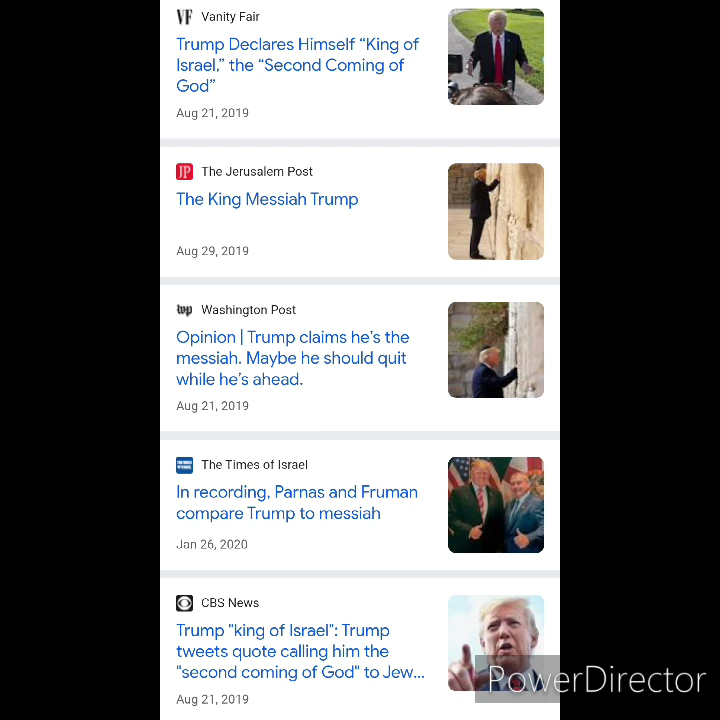 VF Vanity Fair
Trump Declares Himself “King of
Israel,” the “Second Coming of
God”
Aug 21, 2019
JP The Jerusalem Post
The King Messiah Trump
Aug 29, 2019
wp Washington Post
Opinion | Trump claims he’s the
messiah. Maybe he should quit
while he’s ahead.
Aug 21, 2019
The Times of Israel
In recording, Parnas and Fruman
compare Trump to messiah
Jan 26, 2020
CBS News
Trump "king of Israel": Trump
tweets quote calling him the
"second coming of God" to Jew...
Aug 21, 2019
PowerDirector